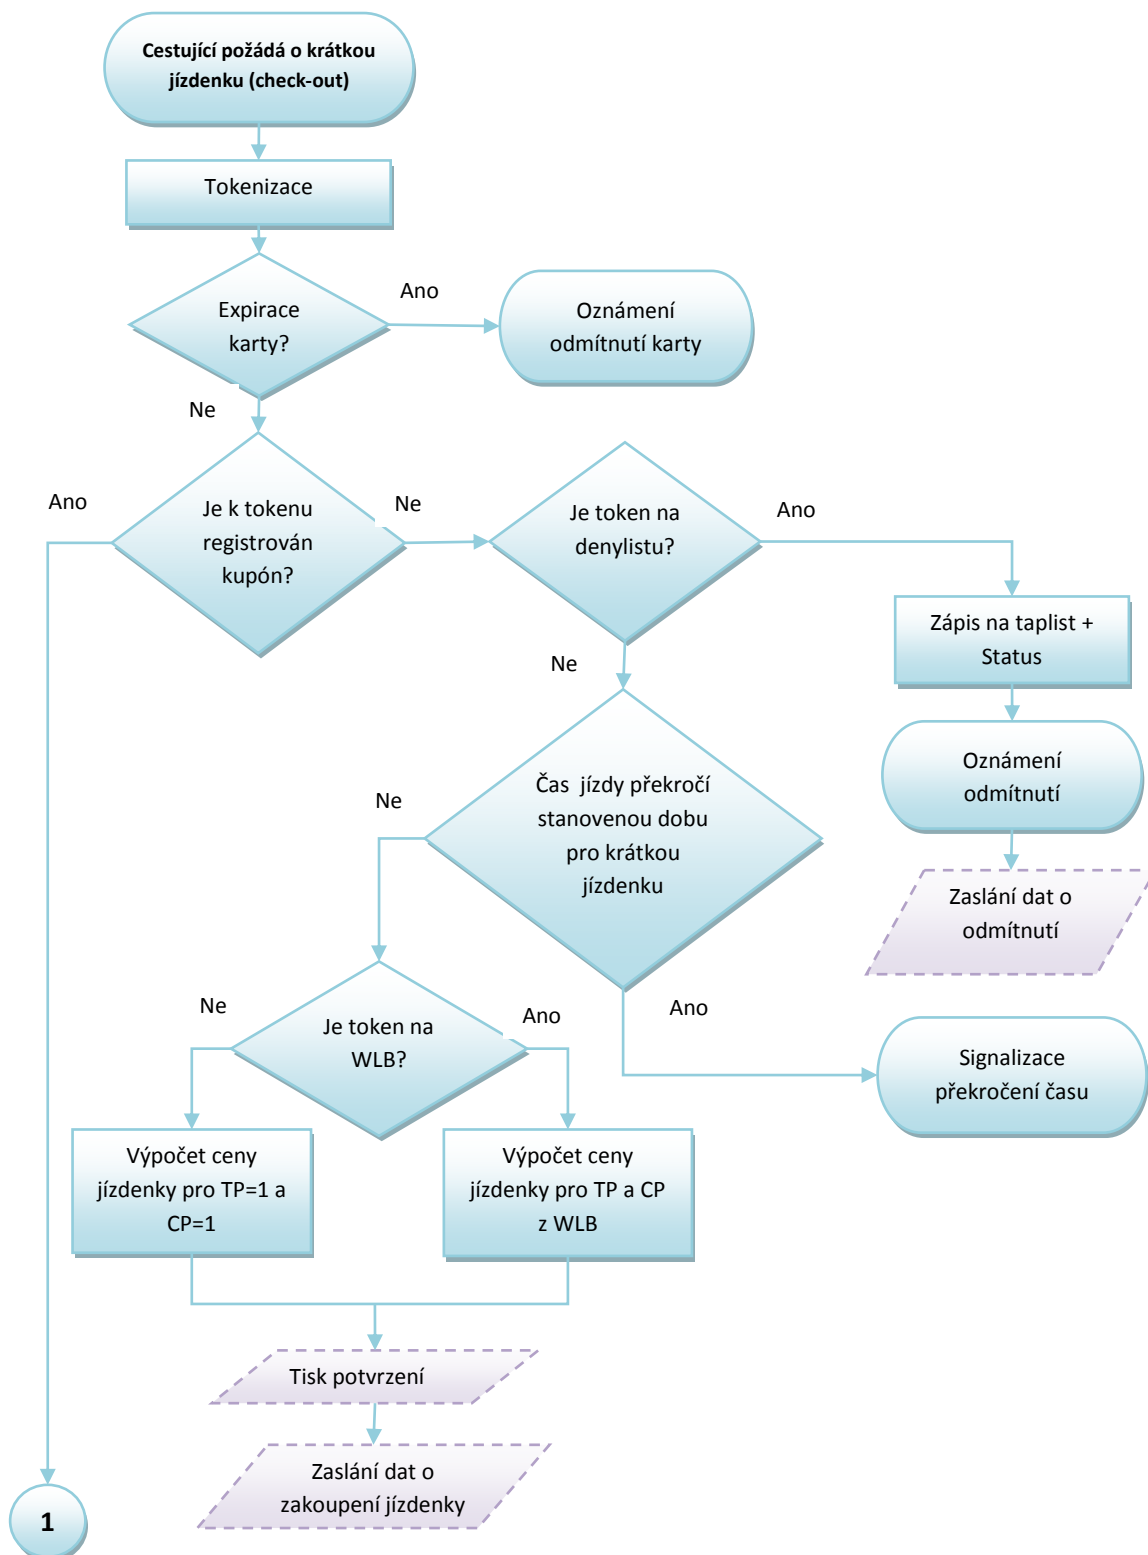 Cestující požádá o krátkou
jízdenku (check-out)
Tokenizace
Expirace
karty?
Ano
Oznámení
odmítnutí karty
Ne
Ano
Je k tokenu
registrován
kupón?
Ne
Je token na
denylistu?
Ano
Zápis na taplist +
Status
Ne
Oznámení
odmítnutí
Čas  jízdy překročí
stanovenou dobu
pro krátkou
jízdenku
Ne
Zaslání dat o
odmítnutí
Ano
Signalizace
překročení času
Je token na
WLB?
Ne
Ano
Výpočet ceny
jízdenky pro TP=1 a
CP=1
Výpočet ceny
jízdenky pro TP a CP
z WLB
Tisk potvrzení
Zaslání dat o
zakoupení jízdenky
1